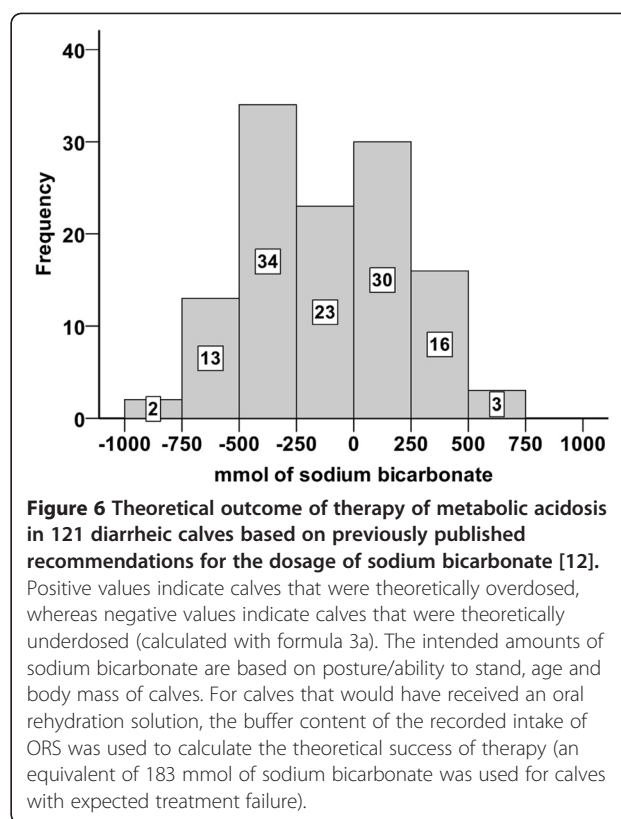 40
30
20
10
0
Frequency
2
13
34
23
30
16
3
-1000 -750 -500 -250 0 250 500 750 1000
mmol of sodium bicarbonate
Figure 6 Theoretical outcome of therapy of metabolic acidosis
in 121 diarrheic calves based on previously published
recommendations for the dosage of sodium bicarbonate [12].
Positive values indicate calves that were theoretically overdosed,
whereas negative values indicate calves that were theoretically
underdosed (calculated with formula 3a). The intended amounts of
sodium bicarbonate are based on posture/ability to stand, age and
body mass of calves. For calves that would have received an oral
rehydration solution, the buffer content of the recorded intake of
ORS was used to calculate the theoretical success of therapy (an
equivalent of 183 mmol of sodium bicarbonate was used for calves
with expected treatment failure).